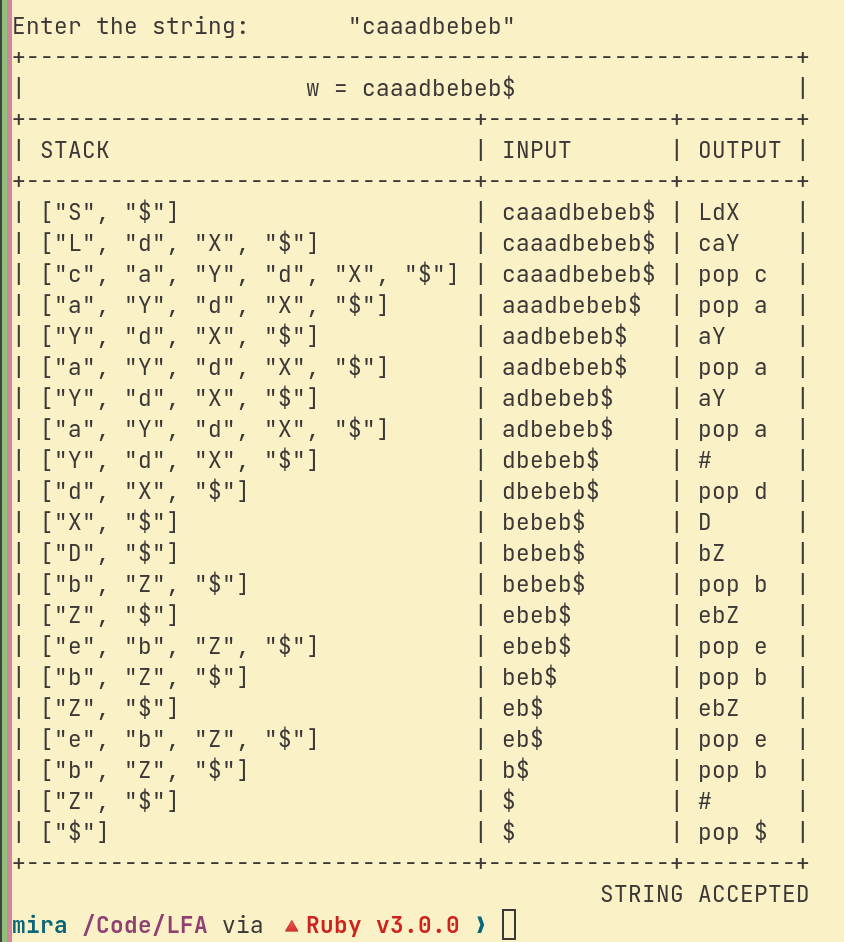 Enter the string:       "caaadbebeb"
+--------------------------------------------------------+
|                    w = caaadbebeb$                     |
+---------------------------------+-------------+--------+
| STACK                           | INPUT       | OUTPUT |
+---------------------------------+-------------+--------+
| ["S", "$"]                      | caaadbebeb$ | LdX    |
| ["L", "d", "X", "$"]            | caaadbebeb$ | caY    |
| ["c", "a", "Y", "d", "X", "$"] | caaadbebeb$ | pop c  |
| ["a", "Y", "d", "X", "$"]       | aaadbebeb$  | pop a  |
| ["Y", "d", "X", "$"]            | aadbebeb$   | aY     |
| ["a", "Y", "d", "X", "$"]       | aadbebeb$   | pop a  |
| ["Y", "d", "X", "$"]            | adbebeb$    | aY     |
| ["a", "Y", "d", "X", "$"]       | adbebeb$    | pop a  |
| ["Y", "d", "X", "$"]            | dbebeb$     | #      |
| ["d", "X", "$"]                 | dbebeb$     | pop d  |
| ["X", "$"]                      | bebeb$      | D      |
| ["D", "$"]                      | bebeb$      | bZ     |
| ["b", "Z", "$"]                 | bebeb$      | pop b  |
| ["Z", "$"]                      | ebeb$       | ebZ    |
| ["e", "b", "Z", "$"]            | ebeb$       | pop e  |
| ["b", "Z", "$"]                 | beb$        | pop b  |
| ["Z", "$"]                      | eb$         | ebZ    |
| ["e", "b", "Z", "$"]            | eb$         | pop e  |
| ["b", "Z", "$"]                 | b$          | pop b  |
| ["Z", "$"]                      | $           | #      |
| ["$"]                           | $           | pop $  |
+---------------------------------+-------------+--------+
STRING ACCEPTED
mira /Code/LFA via 🔺Ruby v3.0.0 ❯